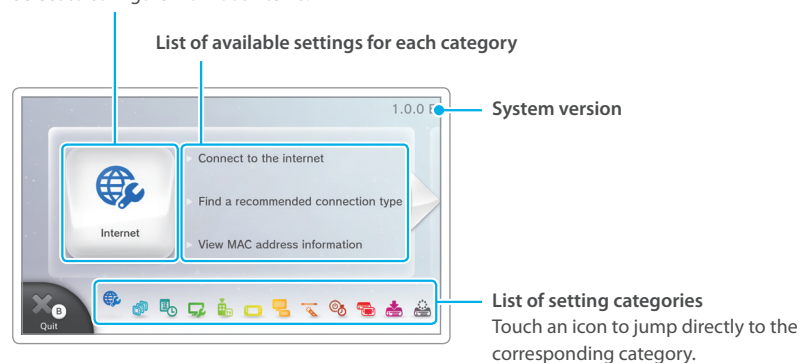 List of available settings for each category
1.0.0
System version
Connect to the internet
Find a recommended connection type
Internet
View MAC address information
B
Quit
List of setting categories
Touch an icon to jump directly to the
corresponding category.